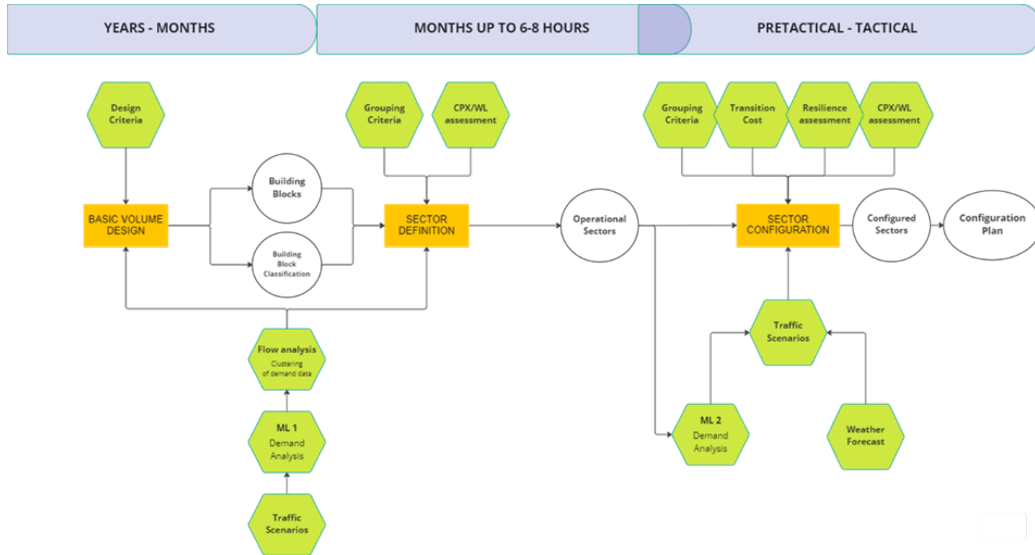 YEARS - MONTHS
MONTHS UP TO 6-8 HOURS
PRETACTICAL - TACTICAL
Design
Criteria
Grouping
Criteria
CPX/WL
assessment
Grouping
Criteria
Transition
Cost
Resilience
assessment
CPX/WL
assessment
BASIC VOLUME
DESIGN
Building
Blocks
Building
Block
Classification
SECTOR
DEFINITION
Operational
Sectors
SECTOR
CONFIGURATION
Configured
Sectors
Configuration
Plan
Flow analysis
Clustering
of demand data
ML 1
Demand
Analysis
Traffic
Scenarios
Traffic
Scenarios
ML 2
Demand
Analysis
Weather
Forecast